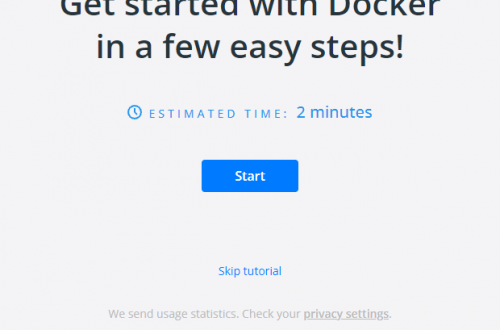 Get started with Docker
in a few easy steps!
ESTIMATED TIME: 2 minutes
Start
Skip tutorial
We send usage statistics. Check your privacy settings.